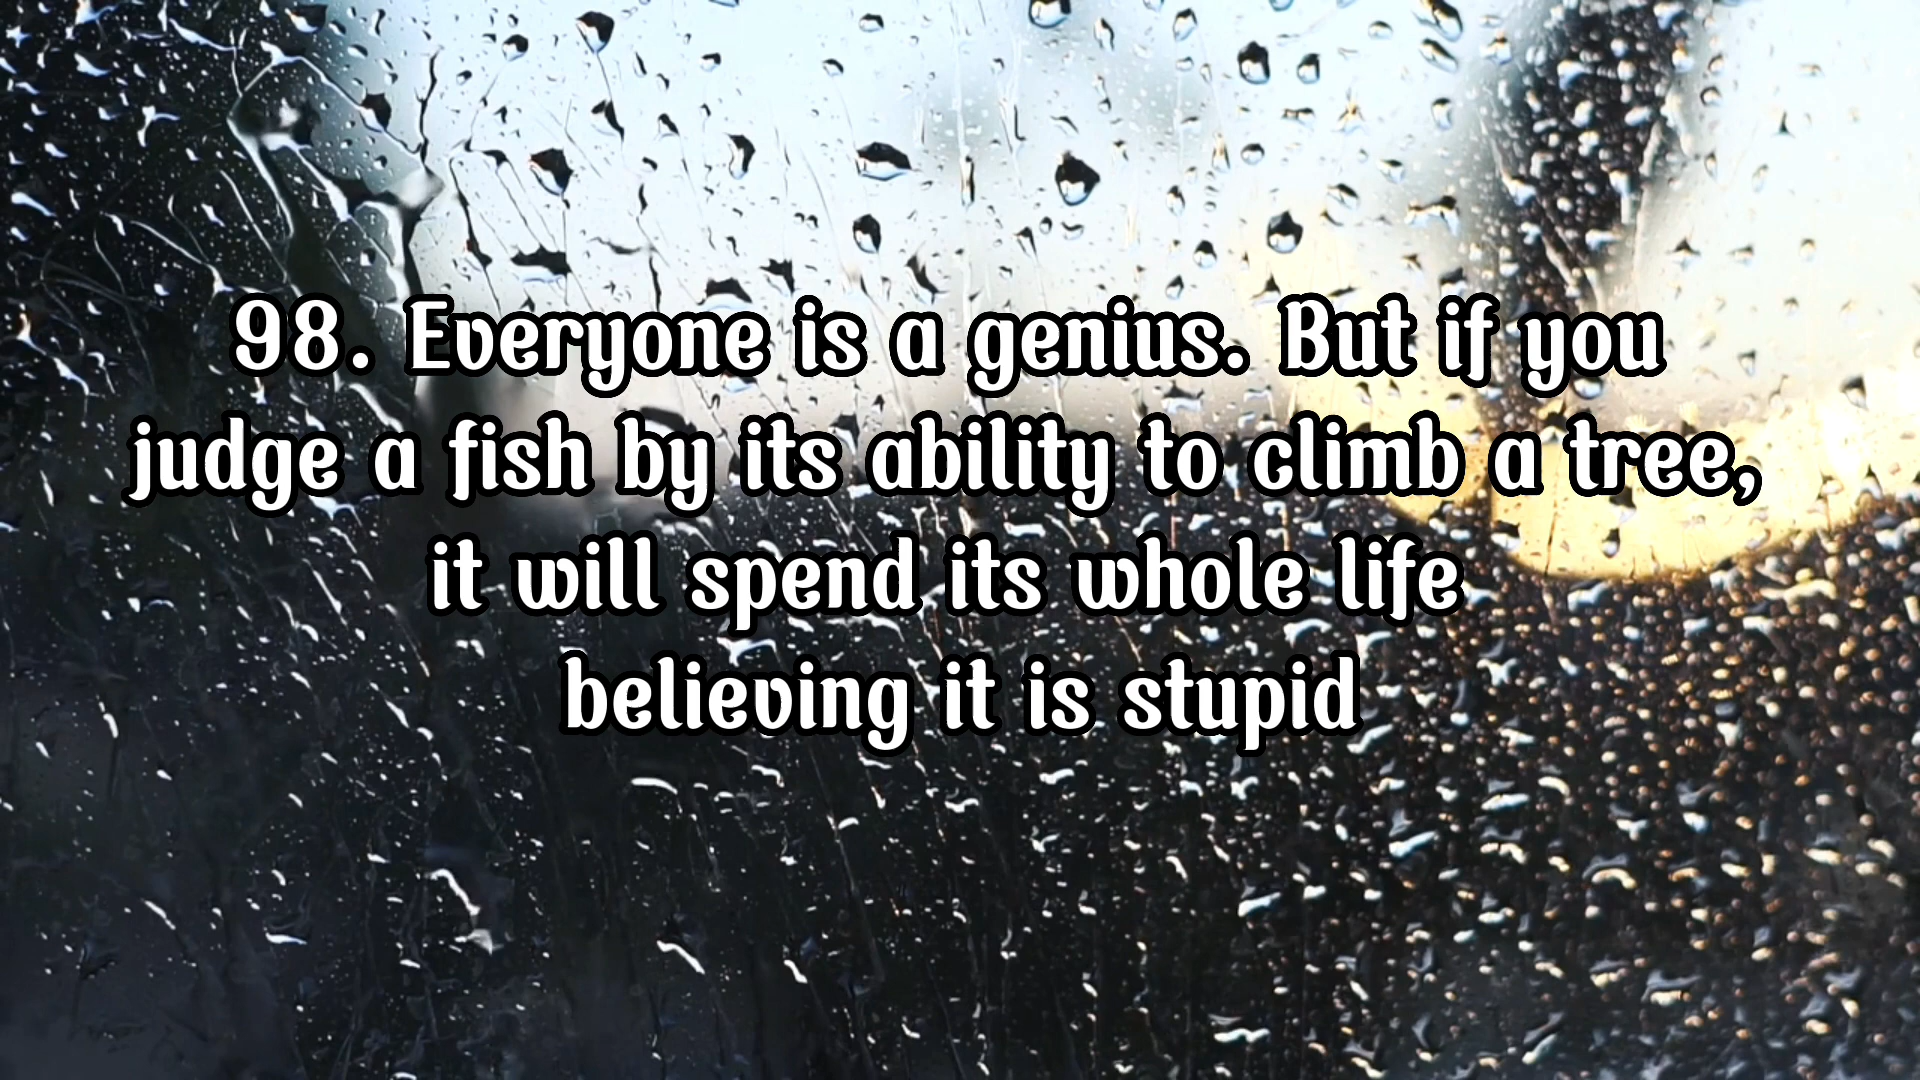 98. Everyone is a genius. But if you
judge a fish by its ability to climb a tree,
it will spend its whole life
believing it is stupid